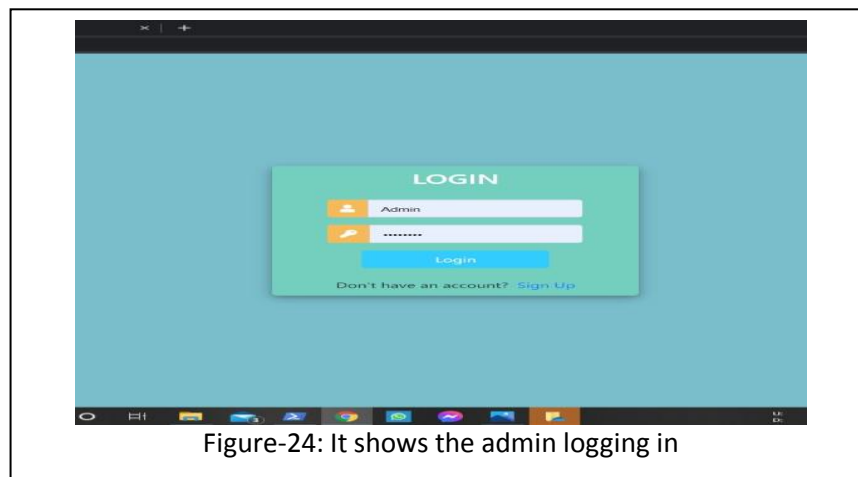 × | +
LOGIN
Admin
••••••••
Login
Don't have an account? Sign Up
U:
D:
Figure-24: It shows the admin logging in